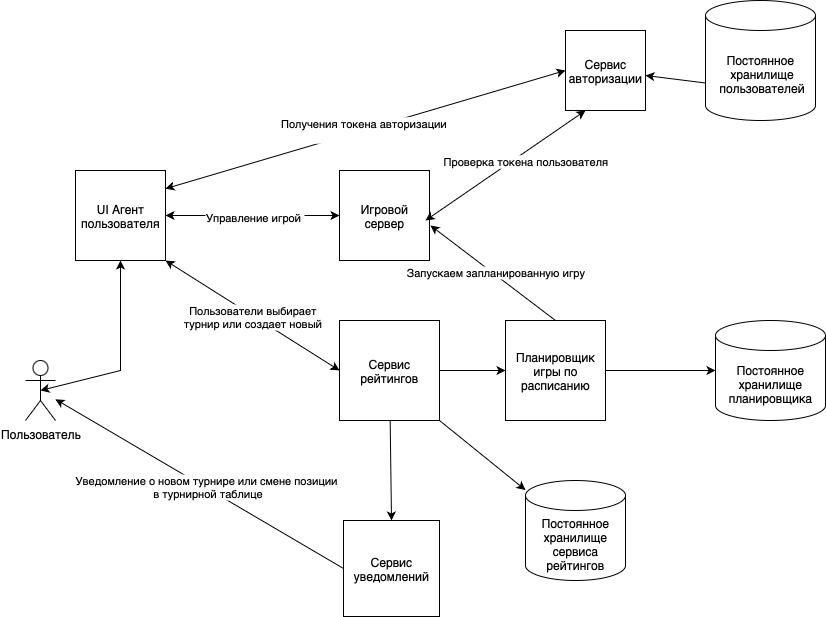 Сервис
авторизации
Постоянное
хранилище
пользователей
Получения токена авторизации
Проверка токена пользователя
UI Агент
пользователя
Управление игрой
Игровой
сервер
Запускаем запланированную игру
Пользователи выбирает
турнир или создает новый
Сервис
рейтингов
Планировщик
игры по
расписанию
Постоянное
хранилище
планировщика
Пользователь
Уведомление о новом турнире или смене позиции
в турнирной таблице
Постоянное
хранилище
сервиса
рейтингов
Сервис
уведомлений